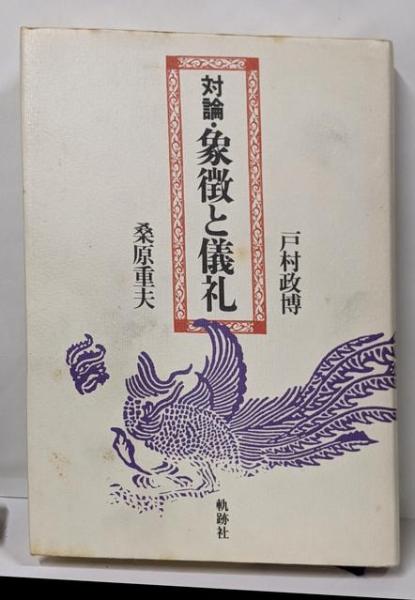 対論・象徴と儀礼
戸村政博
桑原重夫
軌跡社